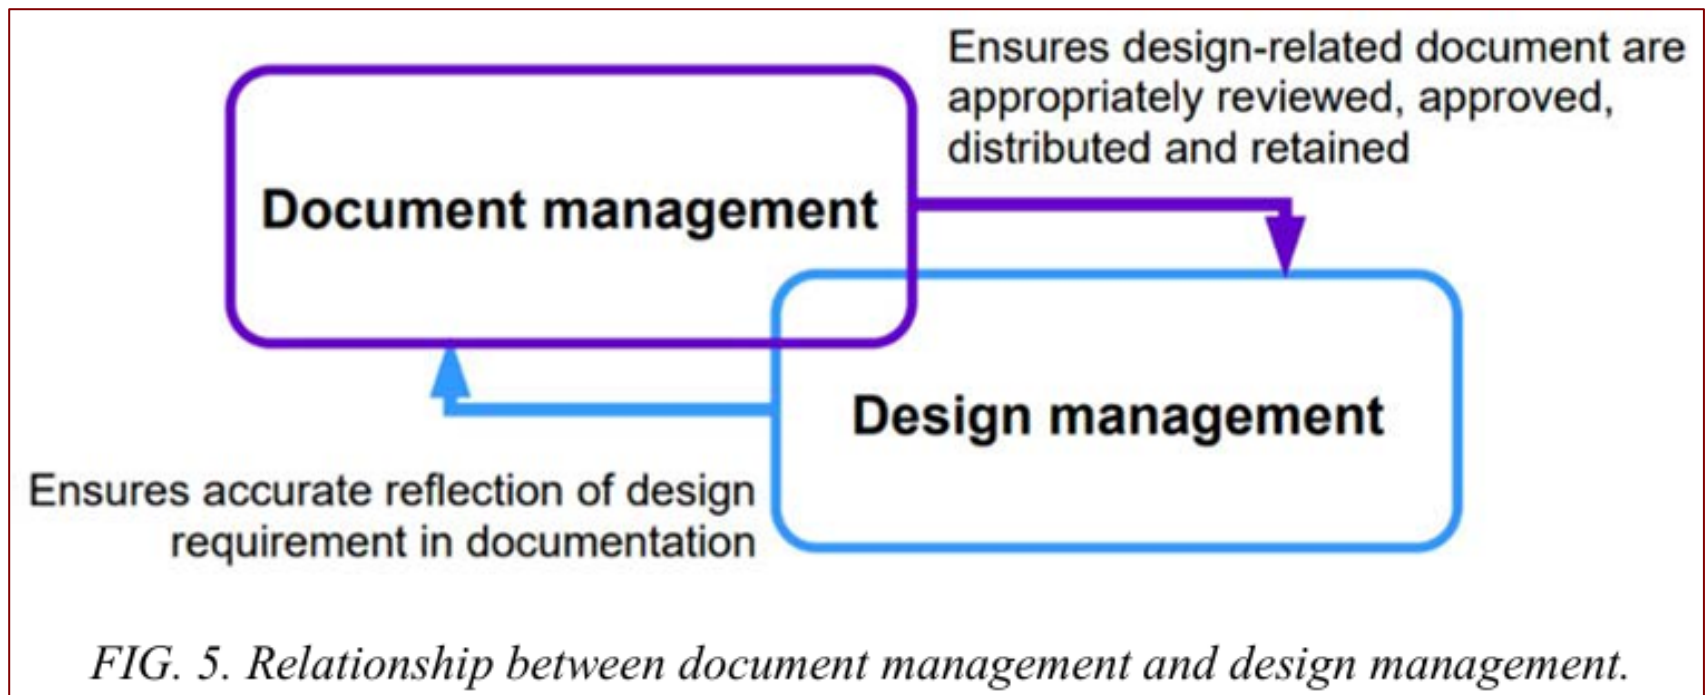 Ensures design-related document are
appropriately reviewed, approved,
distributed and retained
Document management
Design management
Ensures accurate reflection of design
requirement in documentation
FIG. 5. Relationship between document management and design management.